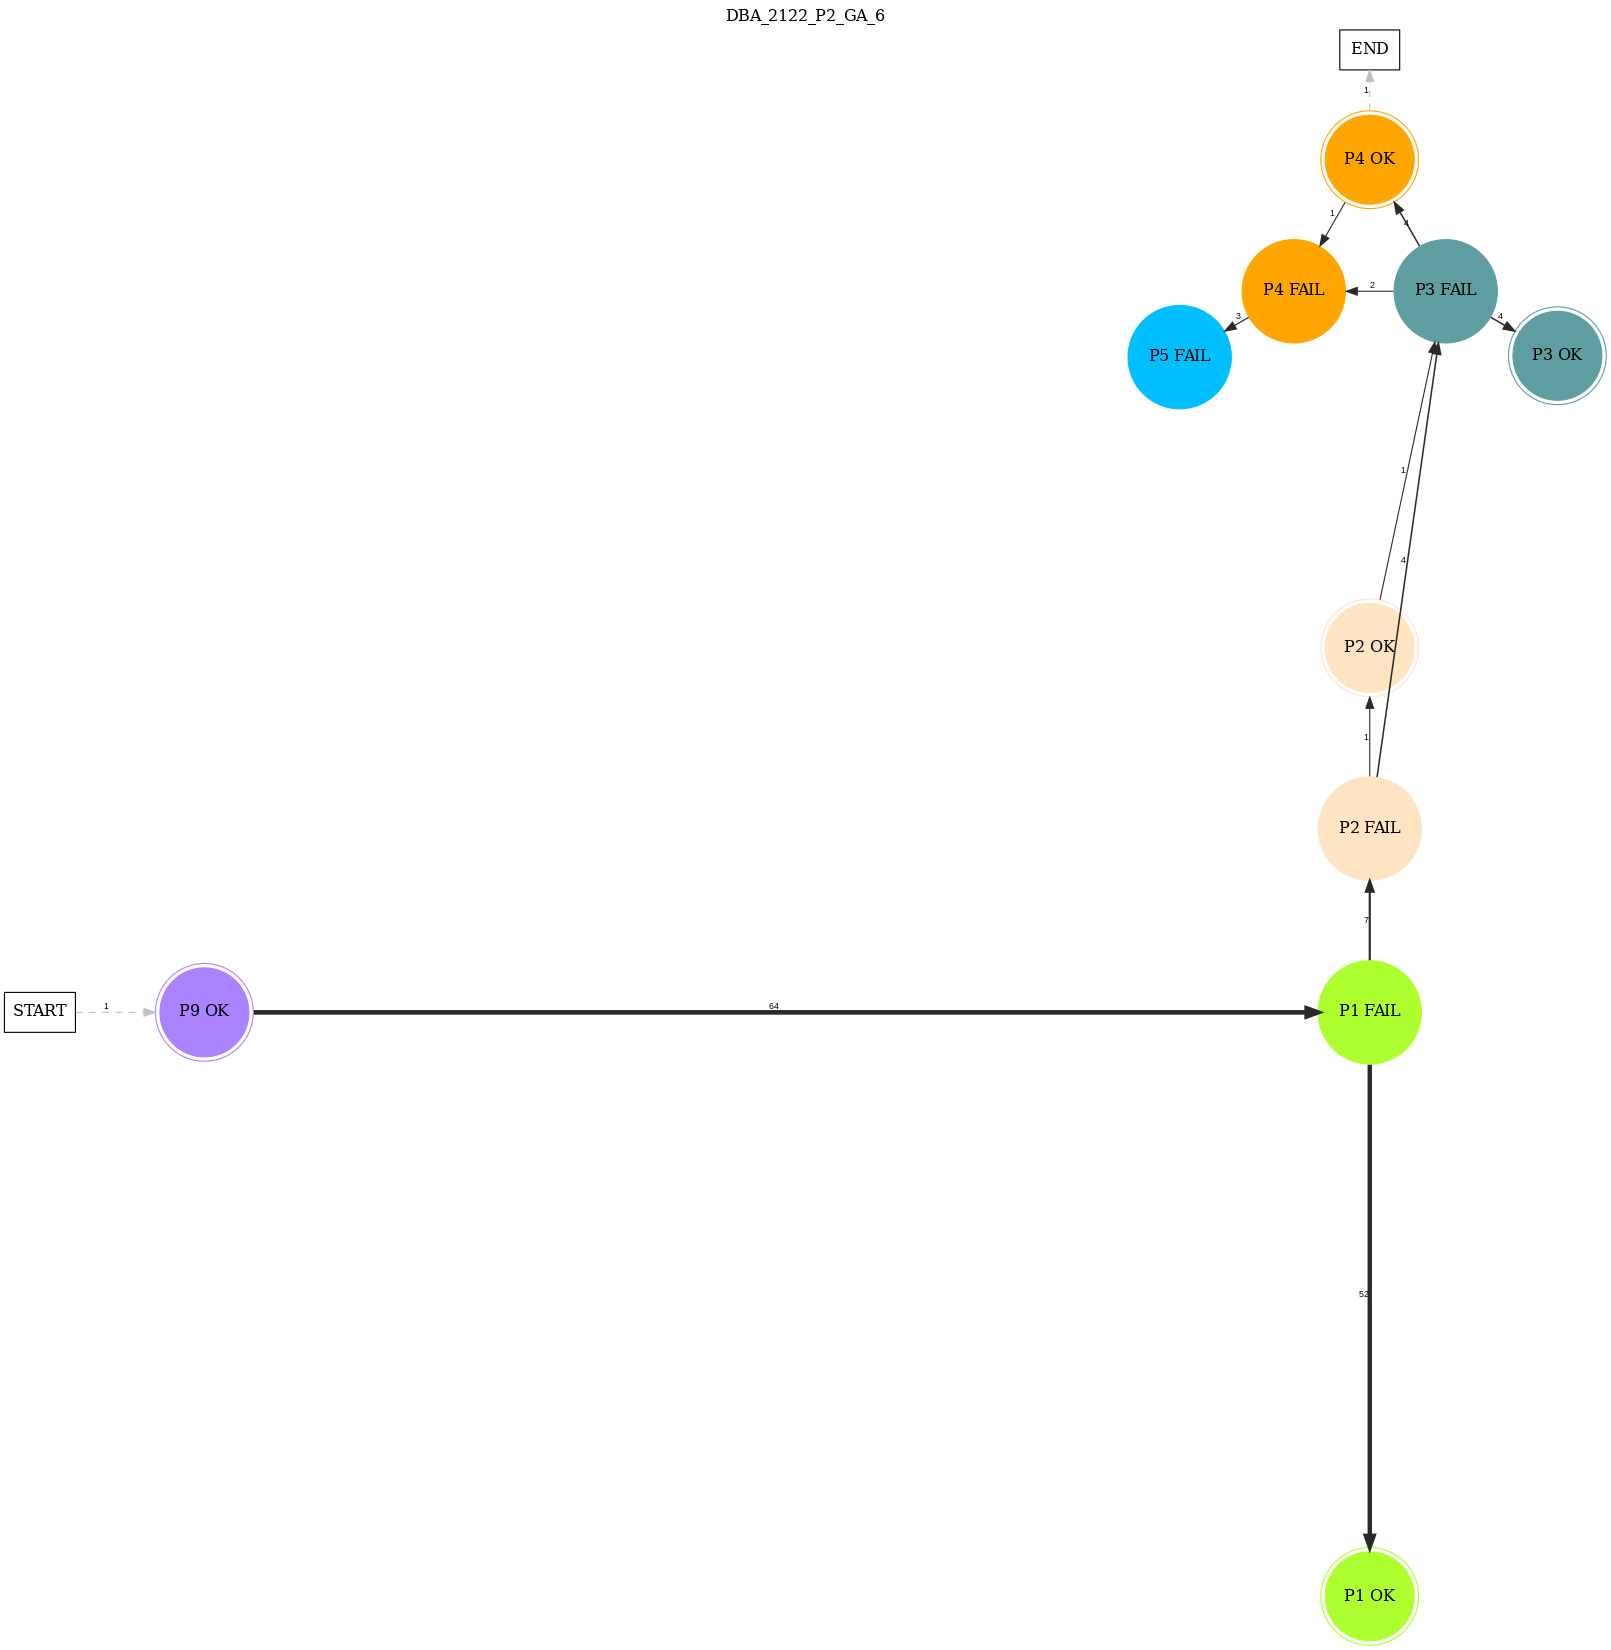 DBA_2122_P2_GA_6
END
1
P4 OK
1
4
P4 FAIL
2
P3 FAIL
3
4
P5 FAIL
P3 OK
1
4
P2 OK
1
P2 FAIL
7
START
1
P9 OK
64
P1 FAIL
52
P1 OK